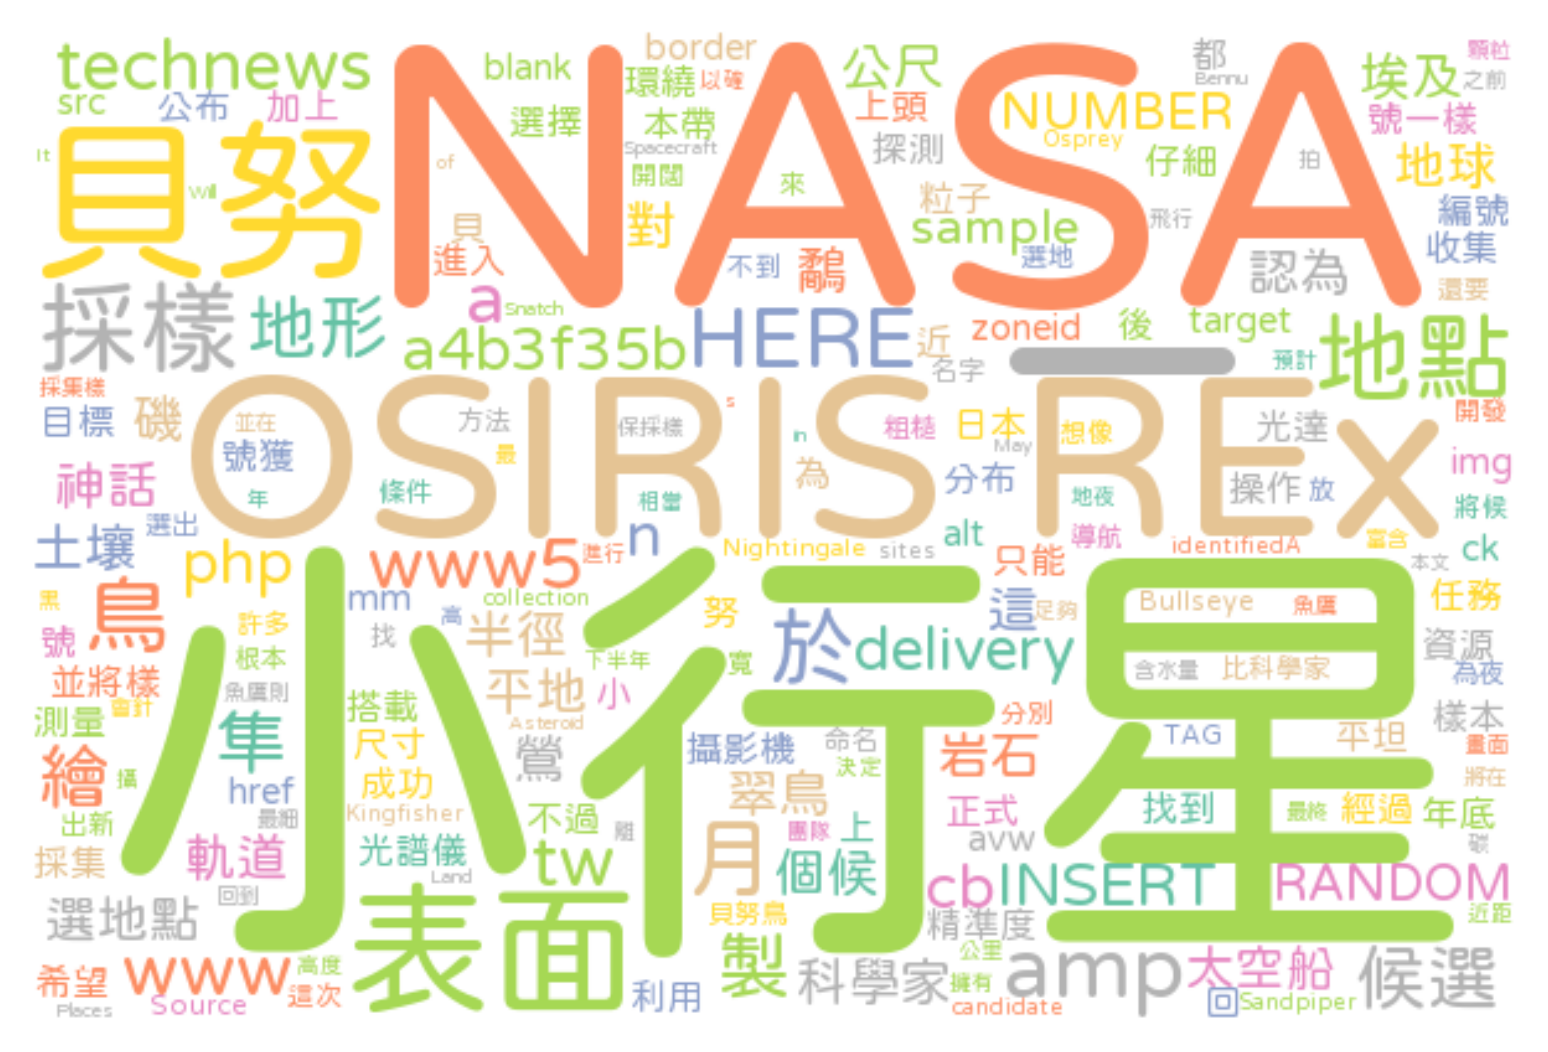 technews
NASA
blank
border
公尺
都
Bennu
埃及
顆粒
之前
src
公布
加上
環繞
以確
選擇
本帶
上頭
NUMBER
號一樣
Osprey
貝努
It
Will
of
Spacecraft
探測
仔細
拍
地球
開闊
來
粒子
編號
貝
對
sample
飛行
收集
進入
不到
鷸
選地
認為
還要
採樣
地形
a
Snatch
a4b3f35b
HERE
近
zoneid
後
target
地點
名字
預計
採集樣
OSIRIS
REx
目標
磯
並在
號獲
方法
最
保採樣
s
in
粗糙
日本
May
想像
光達
開發
神話
年
條件
相當
為
分布
地夜
操作
放
img
將候
土壤
選出
php
www5
進行
n
Nightingale
sites
alt
只能
導航
identifiedA
富含
本文
ck
小行星
黑
鳥
mm
collection
高
努
這
足夠
Bullseye
魚鷹
任務
號
許多
找
半徑
於
delivery
資源
根本
下半年
寬
含水量
比科學家
為夜
並將樣
魚鷹則
平地
小
會針
搭載
Asteroid
分別
樣本
測量
隼
尺寸
鶯
攝影機
命名
TAG
平坦
畫面
繪
攝
href
成功
翠鳥
決定
岩石
將在
出新
最細
Kingfisher
不過
離
月
團隊
上
正式
找到
最終
經過
年底
採集
軌道
光譜儀
tw
個候
avw
碳
回到
Land
cb
INSERT
RANDOM
選地點
表面
貝努鳥
精準度
近距
希望
www
高度
這次
製
科學家
公里
擁有
amp
太空船
候選
Places
Source
利用
candidate
回
Sandpiper